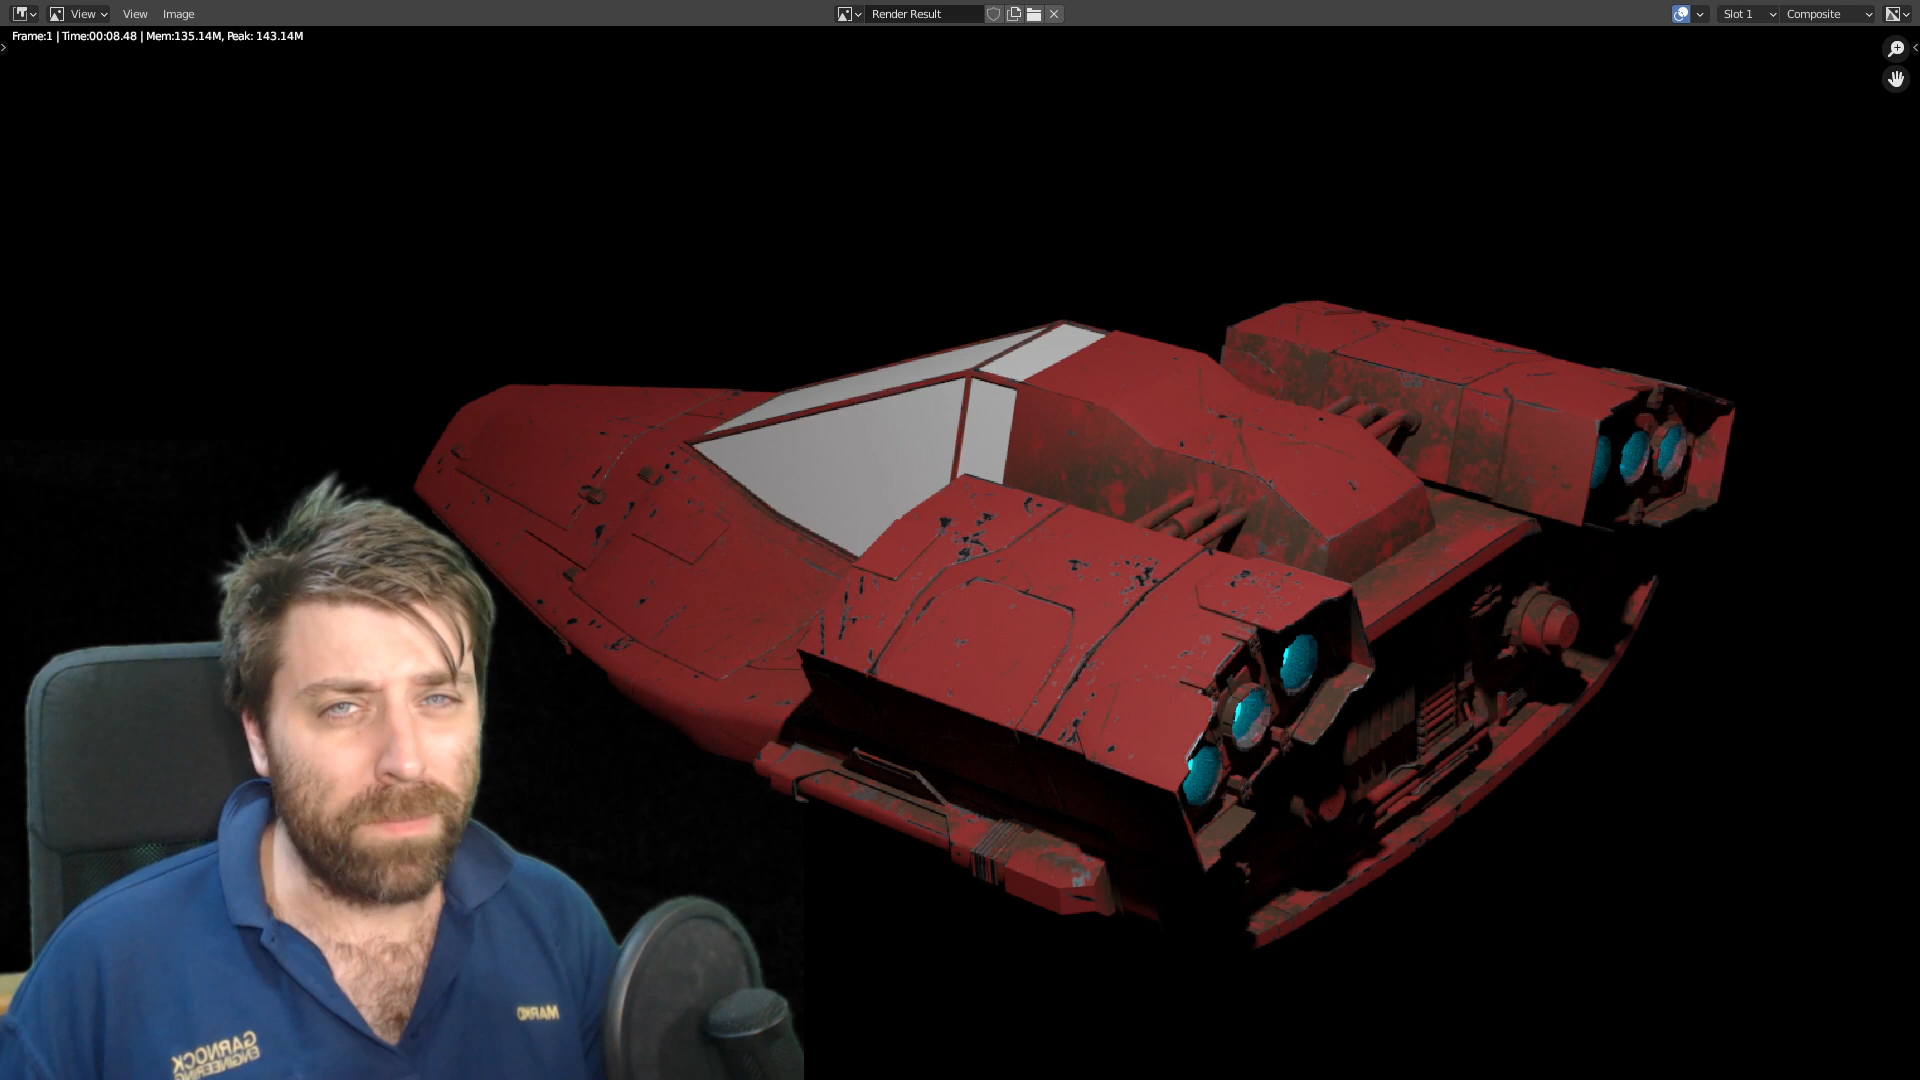 View View Image Render Result Slot 1 Composite
Frame:1 | Time:00:08.48 | Mem:135.14M, Peak: 143.14M
MARKO
GARNOCK
ENGINEERING